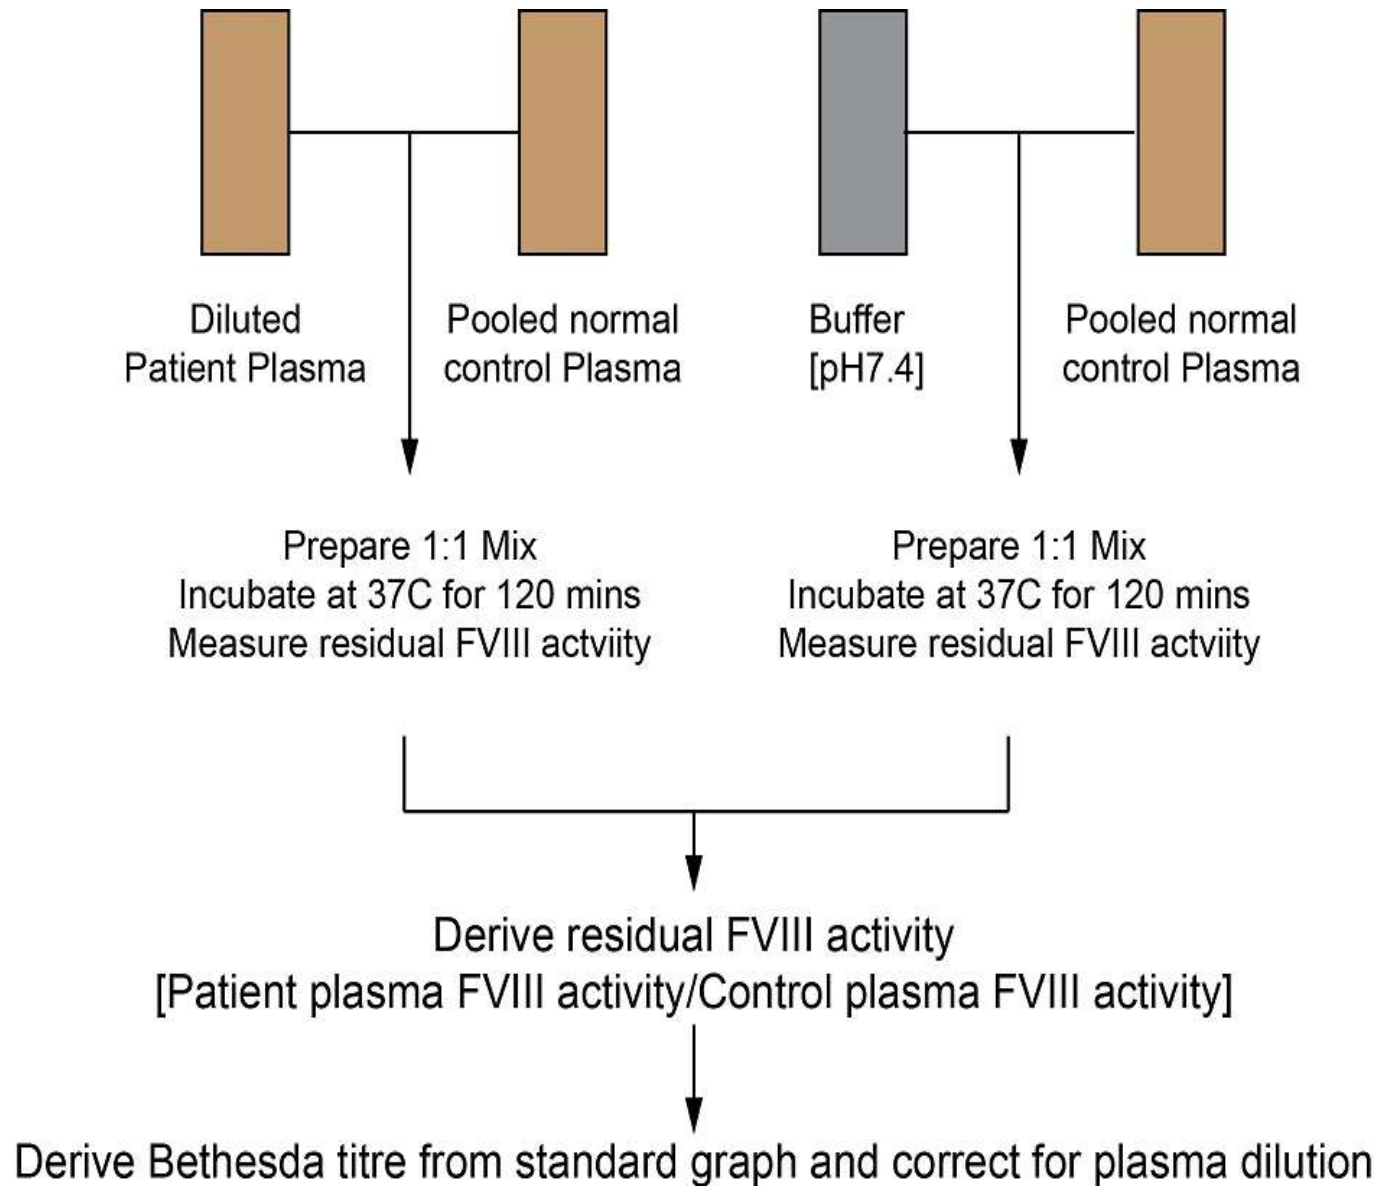 Diluted
Patient Plasma
Pooled normal
control Plasma
Buffer
[pH7.4]
Pooled normal
control Plasma
Prepare 1:1 Mix
Incubate at 37C for 120 mins
Measure residual FVIII actviity
Prepare 1:1 Mix
Incubate at 37C for 120 mins
Measure residual FVIII actviity
Derive residual FVIII activity
[Patient plasma FVIII activity/Control plasma FVIII activity]
Derive Bethesda titre from standard graph and correct for plasma dilution